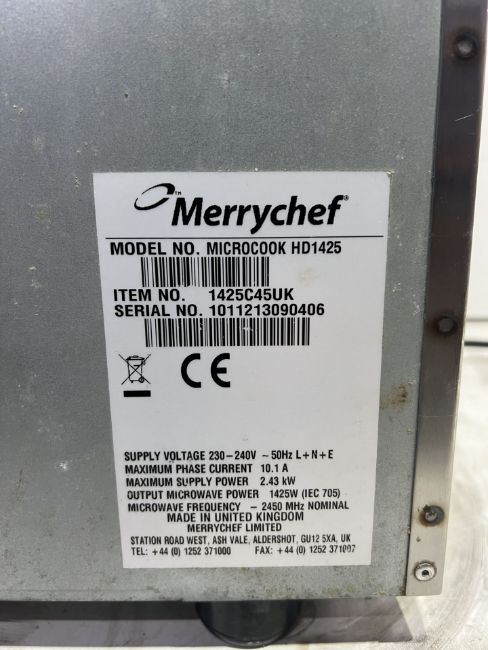 Merrychef®
MODEL NO. MICROCOOK HD1425
ITEM NO. 1425C45UK
SERIAL NO. 1011213090406
CE
SUPPLY VOLTAGE 230-240V ~ 50Hz L+N+E
MAXIMUM PHASE CURRENT 10.1 A
MAXIMUM SUPPLY POWER 2.43 kW
OUTPUT MICROWAVE POWER 1425W (IEC 705)
MICROWAVE FREQUENCY - 2450 MHz NOMINAL
MADE IN UNITED KINGDOM
MERRYCHEF LIMITED
STATION ROAD WEST, ASH VALE, ALDERSHOT, GU12 5XA, UK
TEL: +44 (0) 1252 371000 FAX: +44 (0) 1252 371007